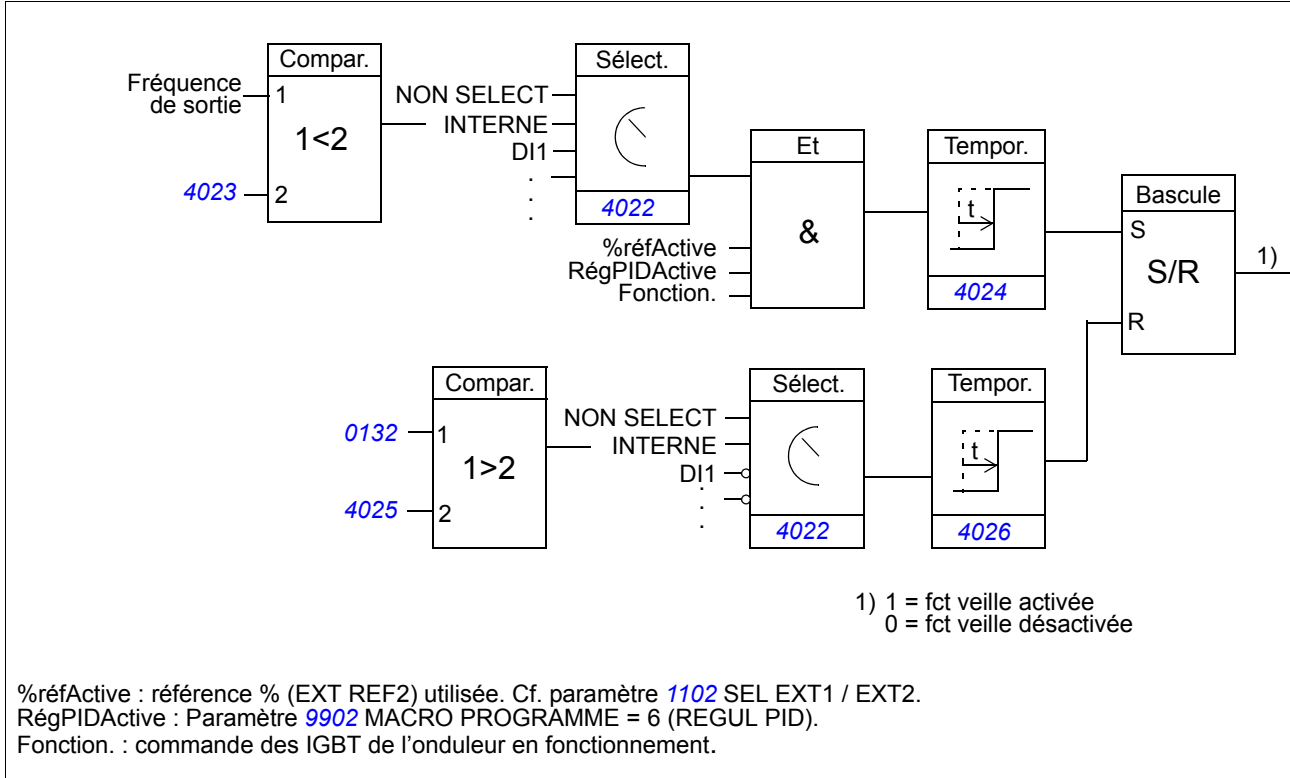 Compar.
Fréquence
de sortie
1
1<2
4023
2
NON SELECT
INTERNE
DI1
.
.
.
Sélect.
4022
%réfActive
RégPIDActive
Fonction.
Et
&
Tempor.
t
4024
Bascule
S
S/R
R
1)
Compar.
0132
1
1>2
4025
2
NON SELECT
INTERNE
DI1
.
.
.
Sélect.
4022
Tempor.
t
4026
1) 1 = fct veille activée
0 = fct veille désactivée
%réfActive : référence % (EXT REF2) utilisée. Cf. paramètre 1102 SEL EXT1 / EXT2.
RégPIDActive : Paramètre 9902 MACRO PROGRAMME = 6 (REGUL PID).
Fonction. : commande des IGBT de l’onduleur en fonctionnement.